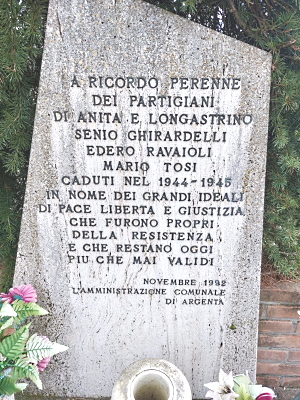 A RICORDO PERENNE
DEI PARTIGIANI
DI ANITA E LONGASTRINO
SENIO GHIRARDELLI
EDERO RAVAIOLI
MARIO TOSI
CADUTI NEL 1944-1945
IN NOME DEI GRANDI IDEALI
DI PACE LIBERTA E GIUSTIZIA
CHE FURONO PROPRI
DELLA RESISTENZA
E CHE RESTANO OGGI
PIU CHE MAI VALIDI
NOVEMBRE 1992
L'AMMINISTRAZIONE COMUNALE
DI ARGENTA